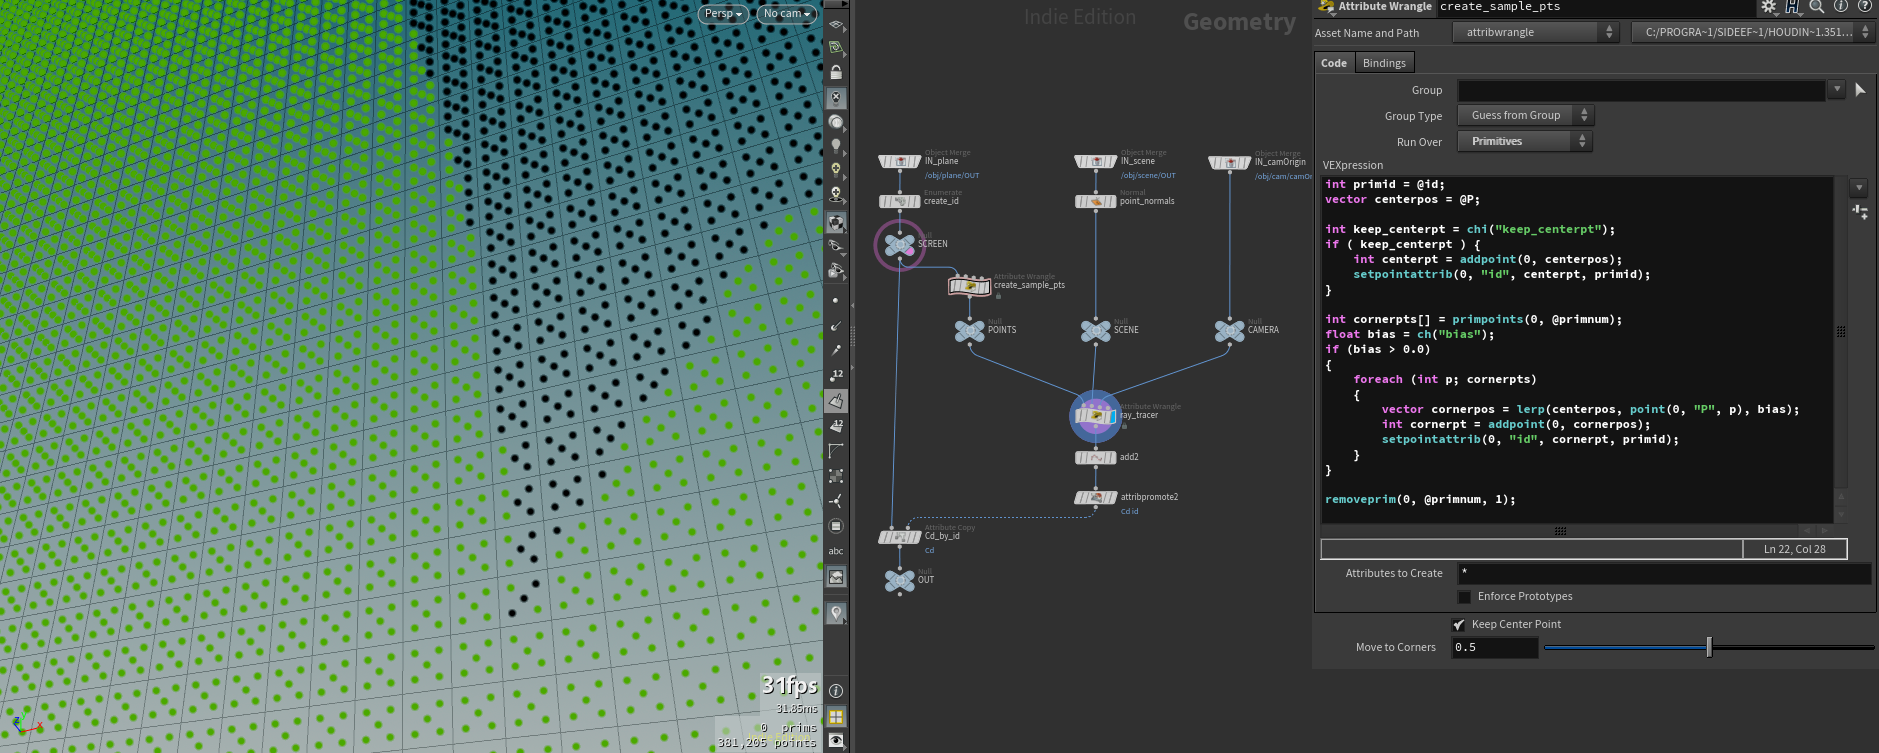 Persp
No cam
31fps
31.85ms
0 prims
381,205 points
z
x
12
12
abc
Indie Edition
Geometry
Object Merge
IN_plane
/obj/plane/OUT
Object Merge
IN_scene
/obj/scene/OUT
Object Merge
IN_camOrigin
/obj/cam/camOr
Enumerate
create_id
Normal
point_normals
Null
SCREEN
Attribute Wrangle
create_sample_pts
Null
POINTS
Null
SCENE
Null
CAMERA
Attribute Wrangle
ray_tracer
add2
attribpromote2
Cd id
Attribute Copy
Cd_by_id
Cd
Null
OUT
Attribute Wrangle create_sample_pts
Asset Name and Path attribwrangle C:/PROGRA~1/SIDEEF~1/HOUDIN~1.351...
Code Bindings
Group
Group Type Guess from Group
Run Over Primitives
VEXpression
int primid = @id;
vector centerpos = @P;
int keep_centerpt = chi("keep_centerpt");
if ( keep_centerpt ) {
    int centerpt = addpoint(0, centerpos);
    setpointattrib(0, "id", centerpt, primid);
}
int cornerpts[] = primpoints(0, @primnum);
float bias = ch("bias");
if (bias > 0.0)
{
    foreach (int p; cornerpts)
    {
        vector cornerpos = lerp(centerpos, point(0, "P", p), bias);
        int cornerpt = addpoint(0, cornerpos);
        setpointattrib(0, "id", cornerpt, primid);
    }
}
removeprim(0, @primnum, 1);
Ln 22, Col 28
Attributes to Create *
Enforce Prototypes
Keep Center Point
Move to Corners 0.5